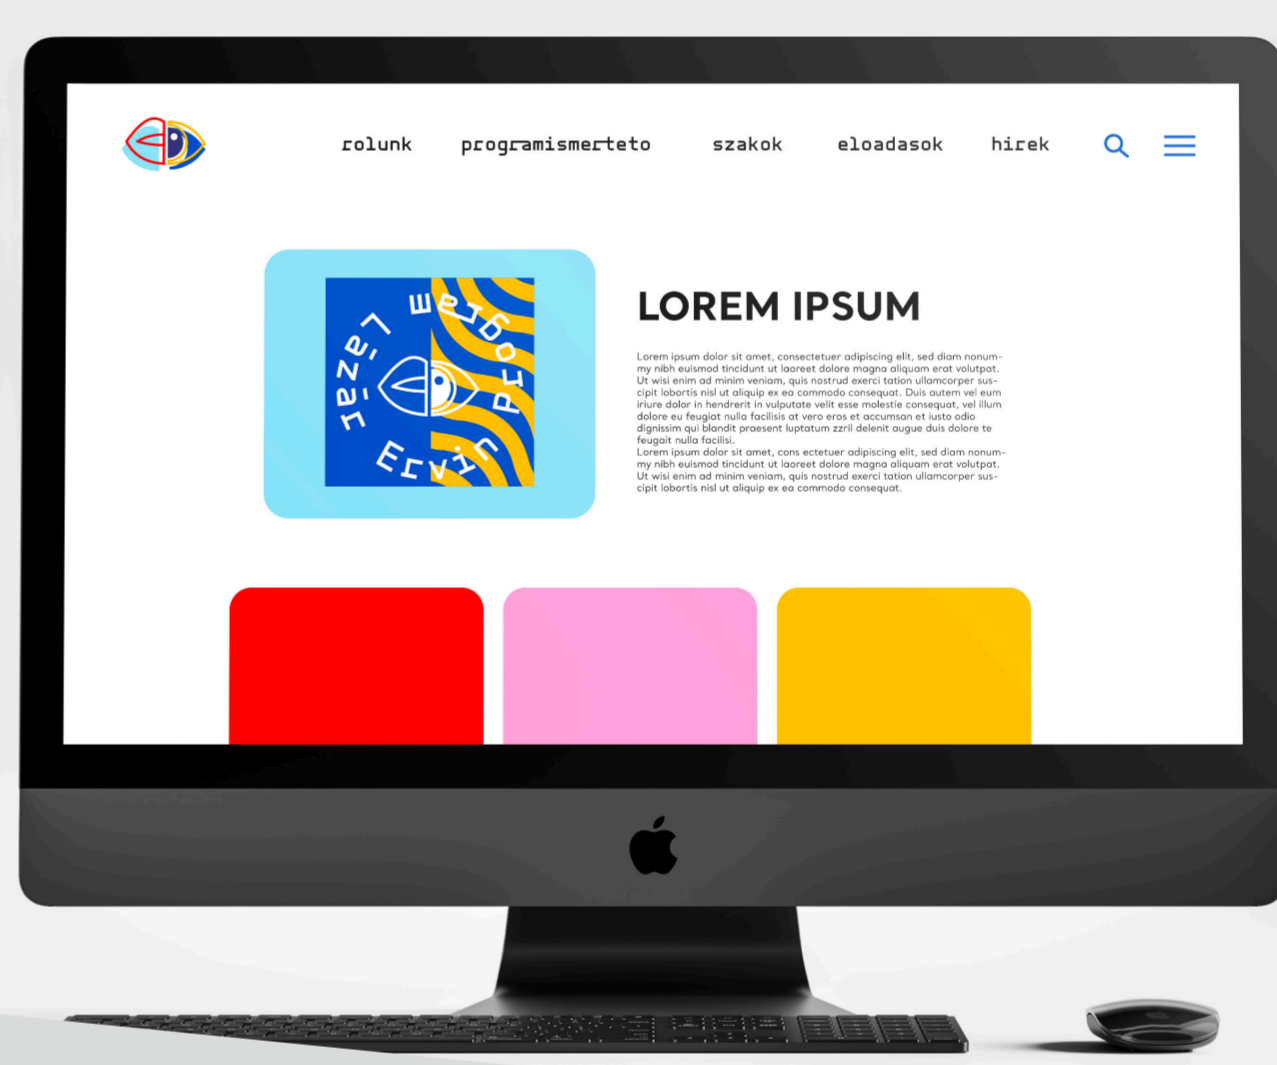 rolunk programismerteto szakok eloadasok hirek
Lázár Ervin program
LOREM IPSUM
Lorem ipsum dolor sit amet, consectetuer adipiscing elit, sed diam nonum-
my nibh euismod tincidunt ut laoreet dolore magna aliquam erat volutpat.
Ut wisi enim ad minim veniam, quis nostrud exerci tation ullamcorper sus-
cipit lobortis nisl ut aliquip ex ea commodo consequat. Duis autem vel eum
iriure dolor in hendrerit in vulputate velit esse molestie consequat, vel illum
dolore eu feugiat nulla facilisis at vero eros et accumsan et iusto odio
dignissim qui blandit praesent luptatum zzril delenit augue duis dolore te
feugait nulla facilisi.
Lorem ipsum dolor sit amet, cons ectetuer adipiscing elit, sed diam nonum-
my nibh euismod tincidunt ut laoreet dolore magna aliquam erat volutpat.
Ut wisi enim ad minim veniam, quis nostrud exerci tation ullamcorper sus-
cipit lobortis nisl ut aliquip ex ea commodo consequat.